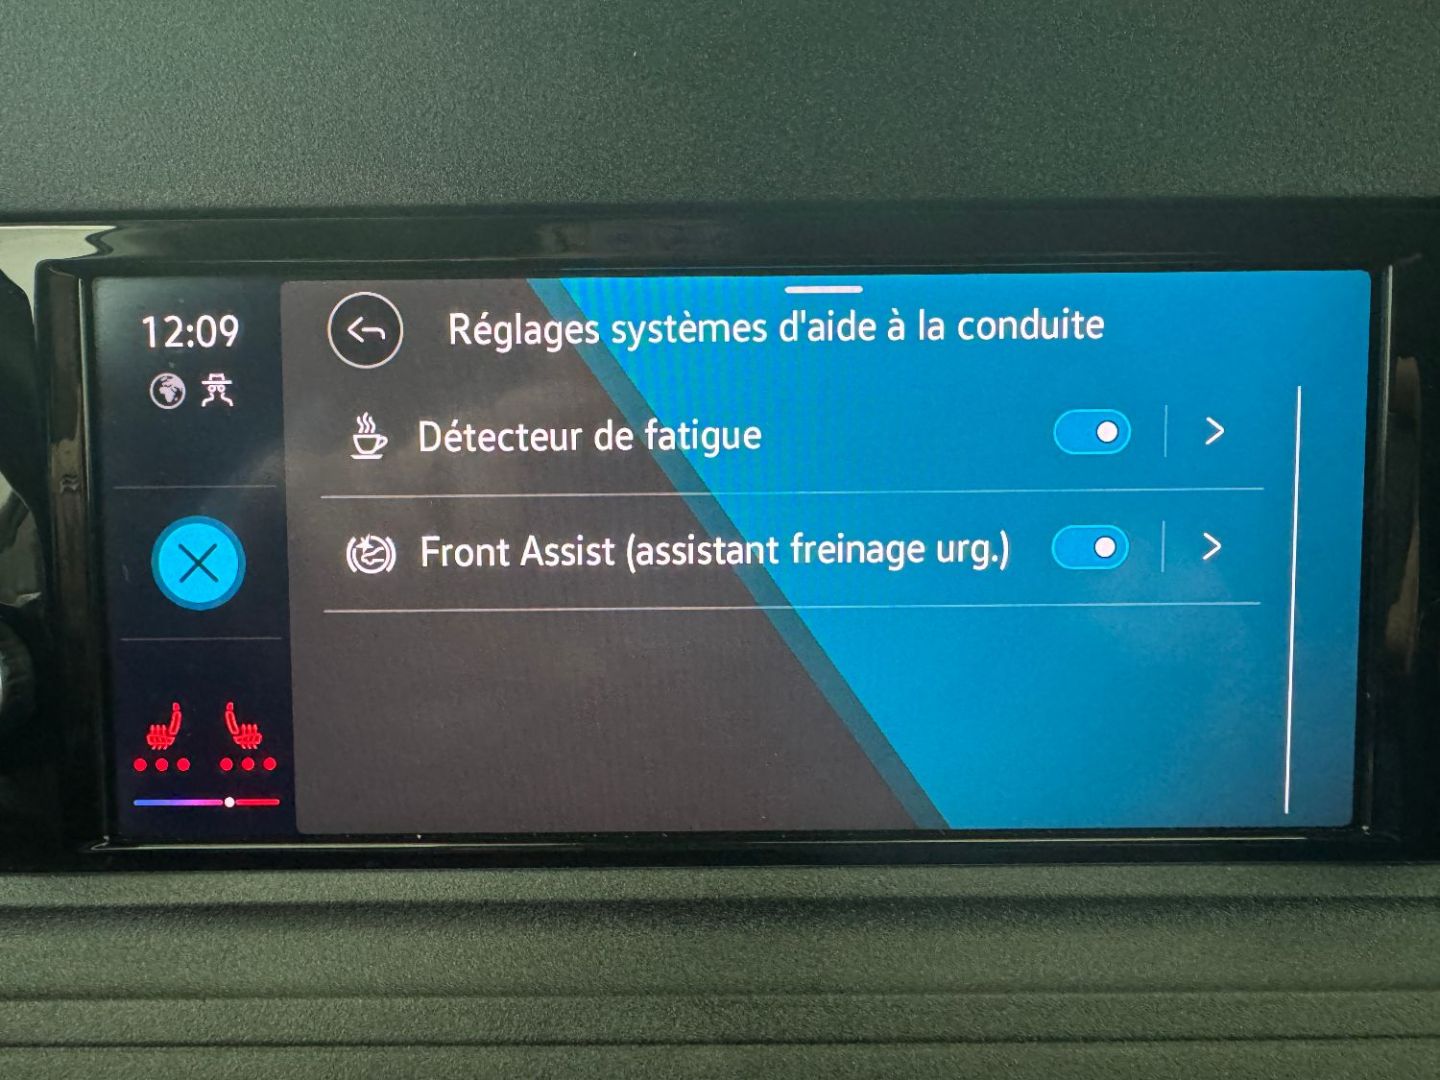 12:09
Réglages systèmes d'aide à la conduite
Détecteur de fatigue
Front Assist (assistant freinage urg.)